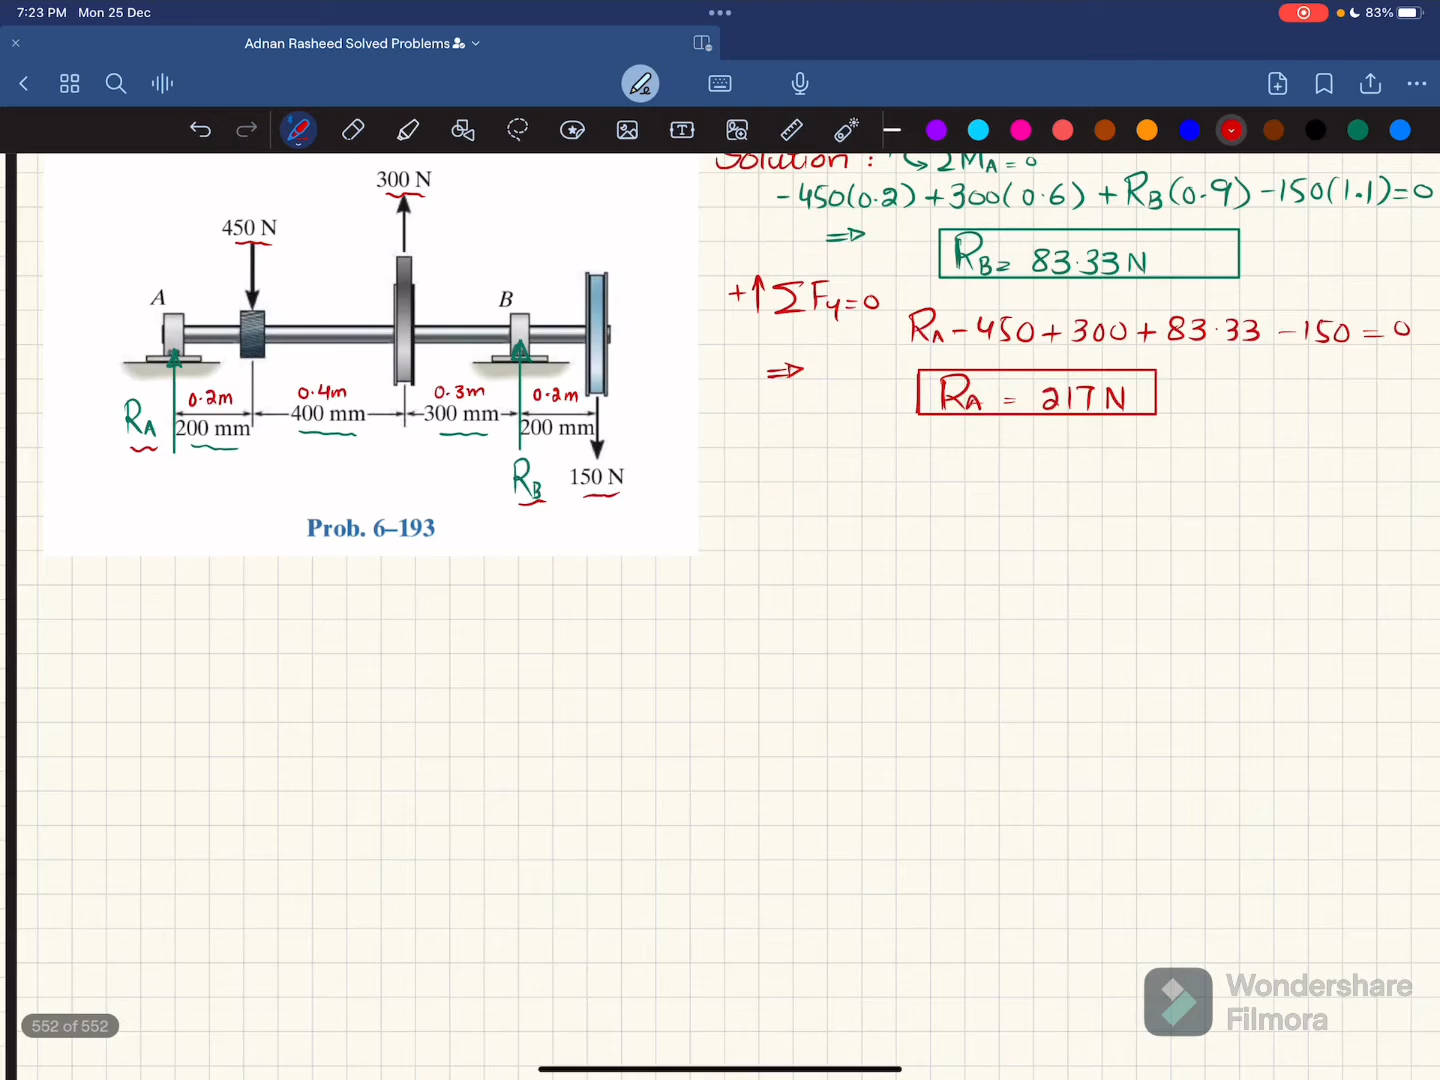 7:23 PM Mon 25 Dec
83%
Adnan Rasheed Solved Problems
300 N
450 N
A
B
0.2m 0.4m 0.3m 0.2m
RA 200 mm 400 mm 300 mm 200 mm
RB 150 N
Prob. 6–193
Solution : ΣMA = 0
-450(0.2) + 300(0.6) + RB(0.9) - 150(1.1) = 0
⇒ RB = 83.33 N
+↑ ΣFy = 0
RA - 450 + 300 + 83.33 - 150 = 0
⇒ RA = 217 N
552 of 552
Wondershare
Filmora